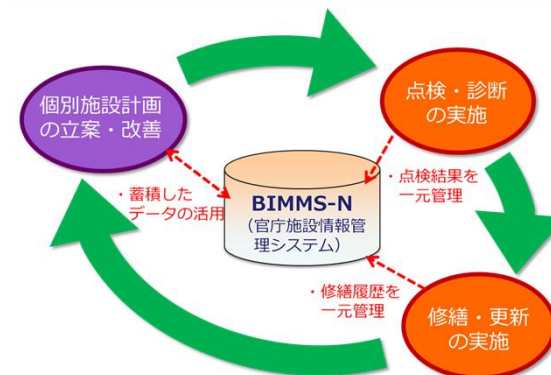 個別施設計画
の立案・改善
点検・診断
の実施
・点検結果を
一元管理
・蓄積した
データの活用
BIMMS-N
（官庁施設情報管
理システム）
・修繕履歴を
一元管理
修繕・更新
の実施